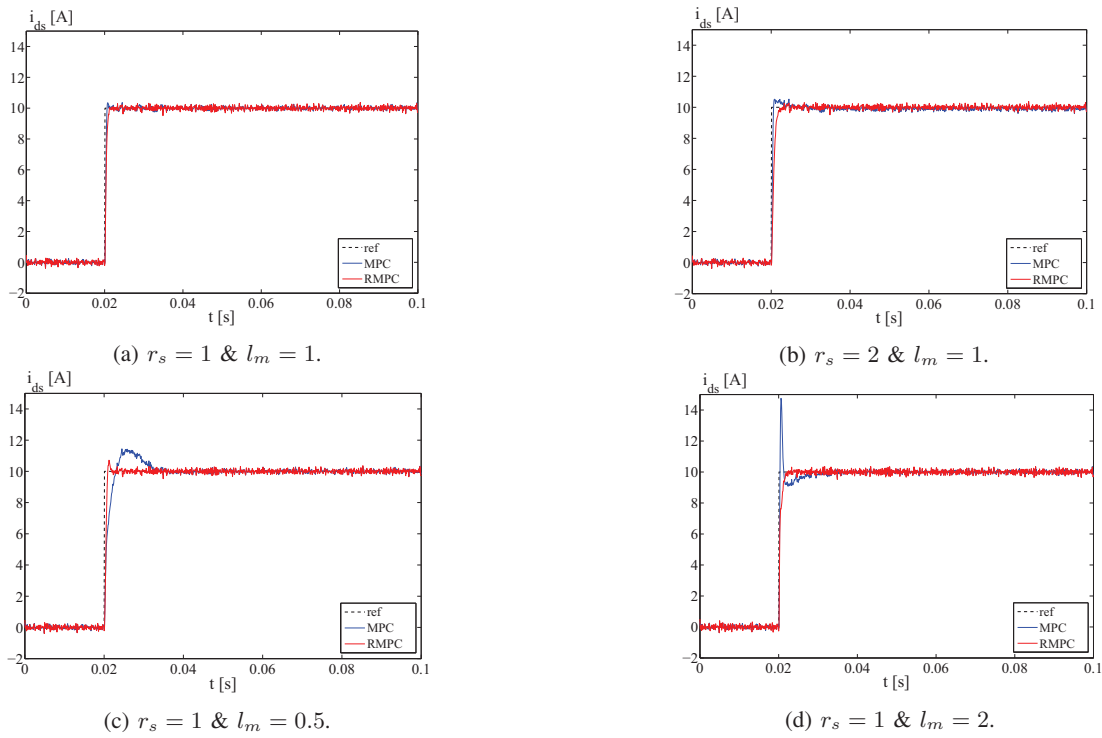 i_ds [A]
14
12
10
8
6
4
2
0
−2
0 0.02 0.04 0.06 0.08 0.1
t [s]
ref
MPC
RMPC
(a) r_s = 1 & l_m = 1.
i_ds [A]
14
12
10
8
6
4
2
0
−2
0 0.02 0.04 0.06 0.08 0.1
t [s]
ref
MPC
RMPC
(b) r_s = 2 & l_m = 1.
i_ds [A]
14
12
10
8
6
4
2
0
−2
0 0.02 0.04 0.06 0.08 0.1
t [s]
ref
MPC
RMPC
(c) r_s = 1 & l_m = 0.5.
i_ds [A]
14
12
10
8
6
4
2
0
−2
0 0.02 0.04 0.06 0.08 0.1
t [s]
ref
MPC
RMPC
(d) r_s = 1 & l_m = 2.